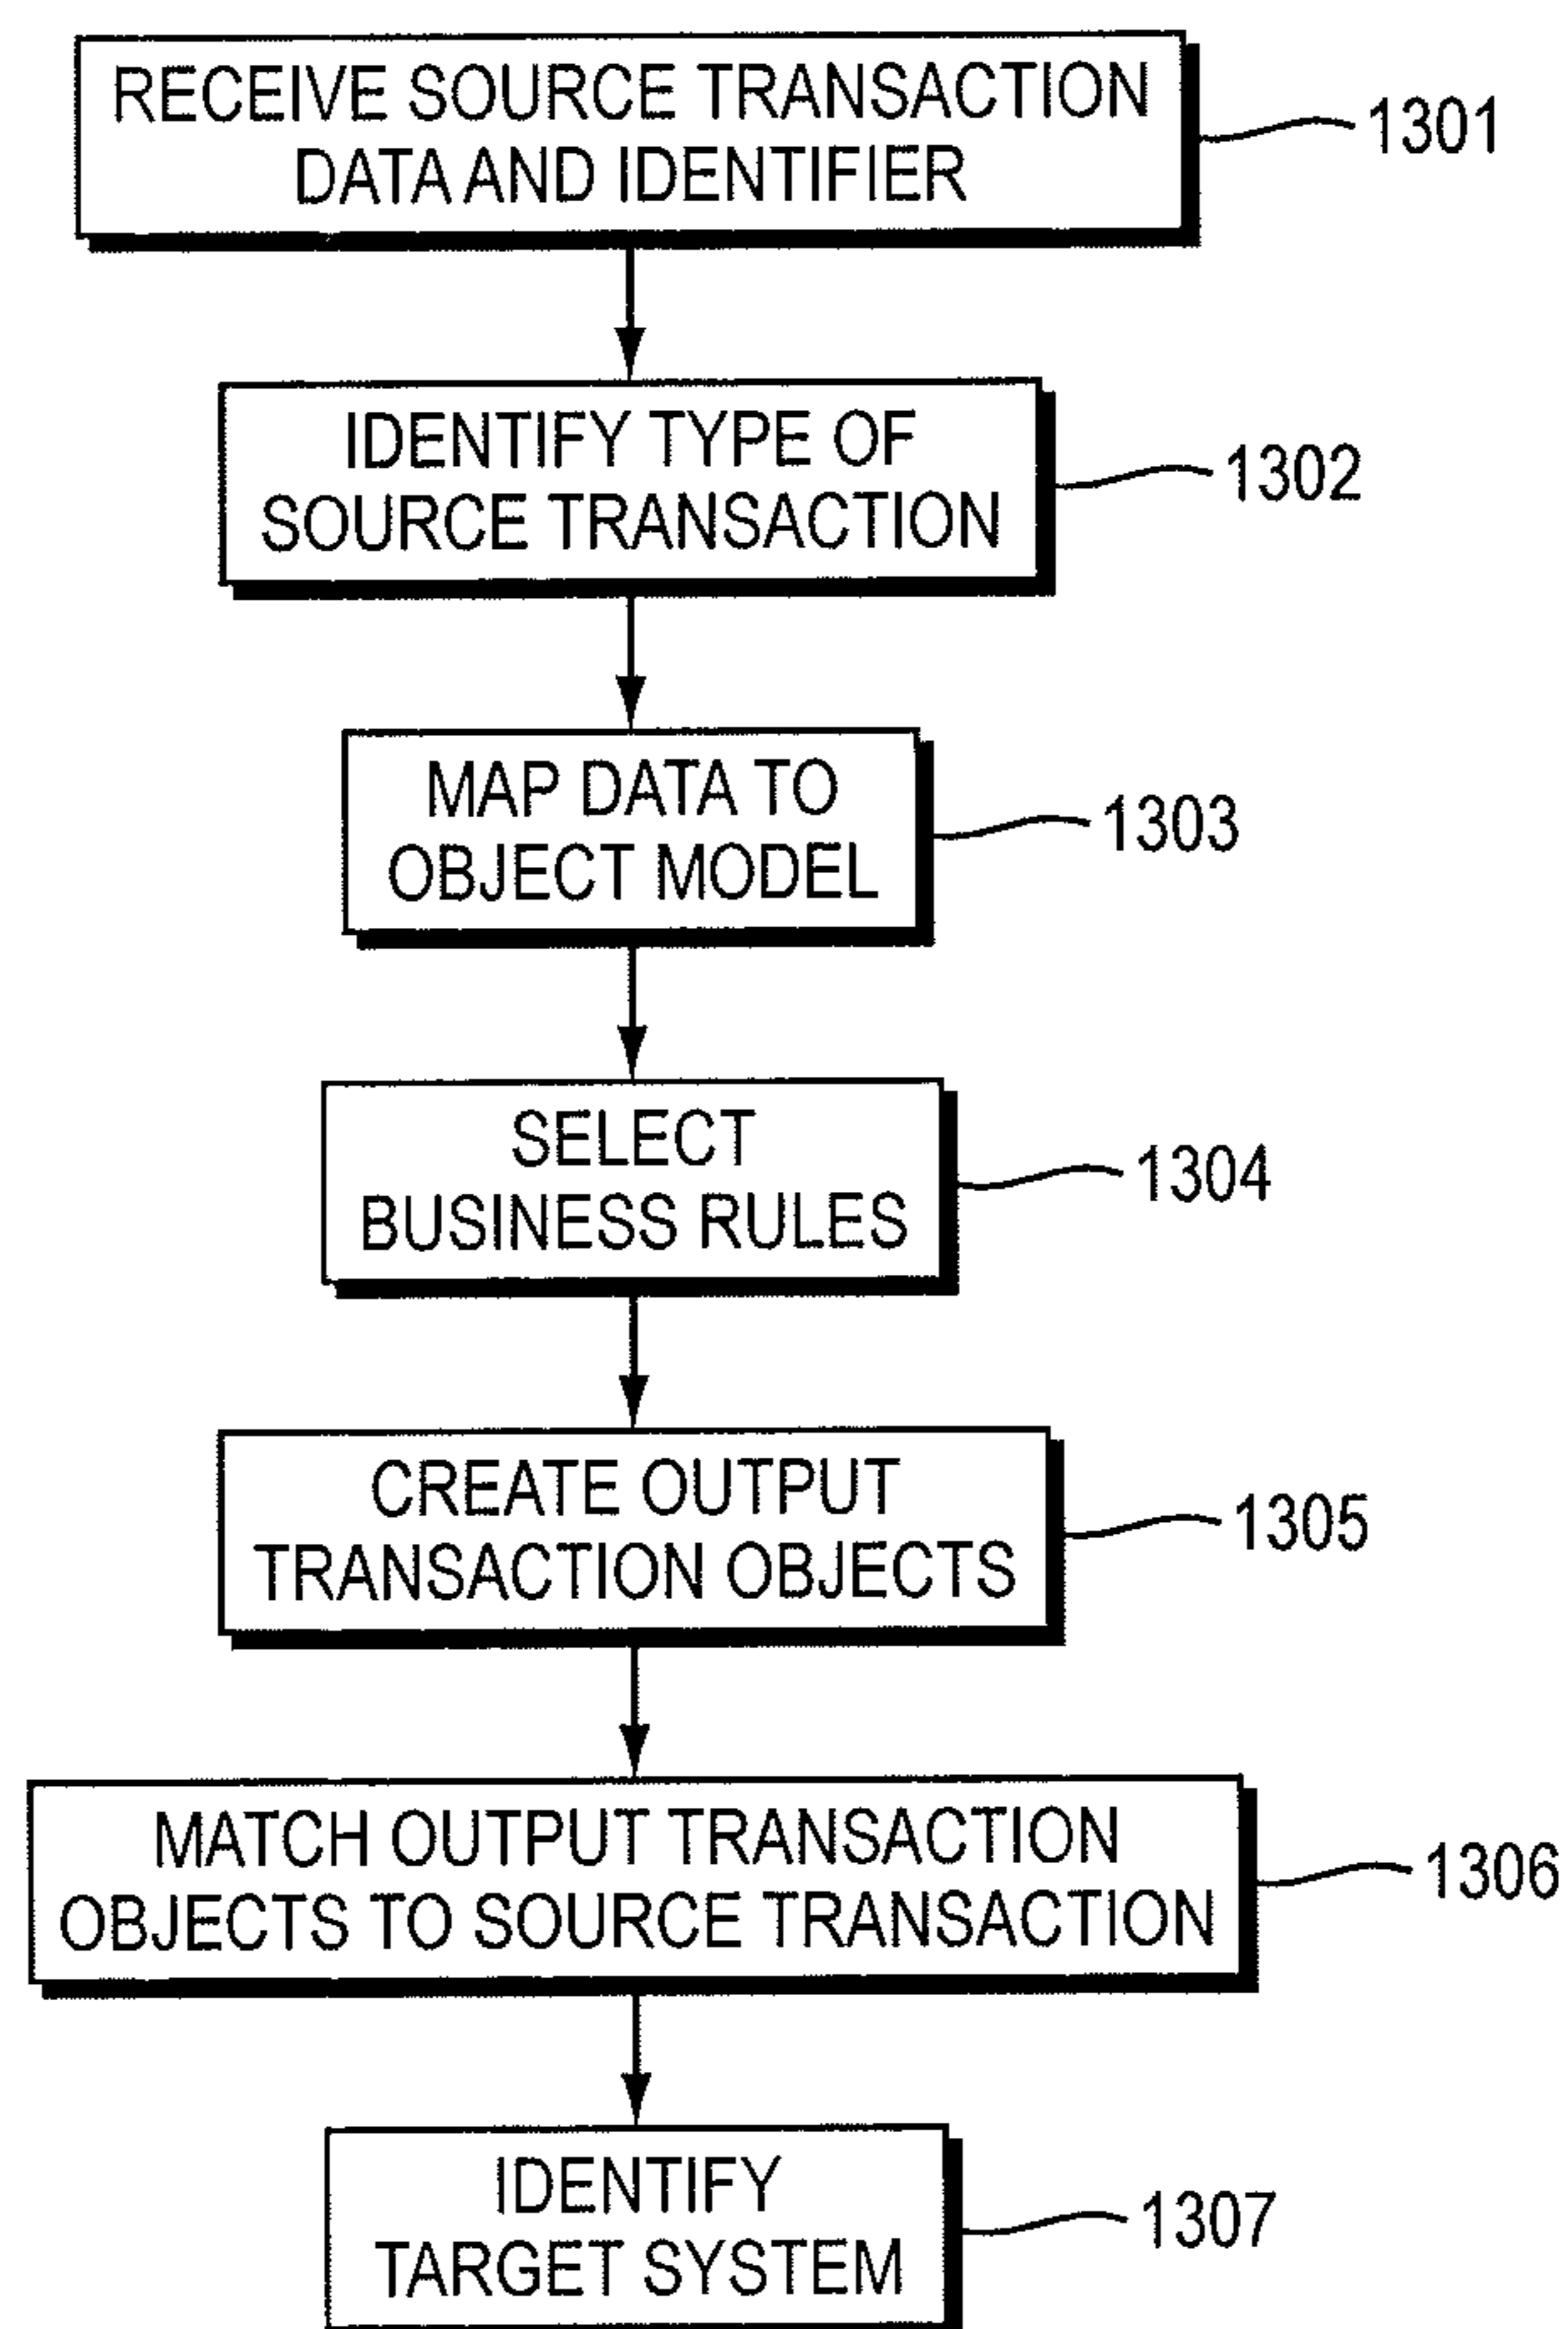 RECEIVE SOURCE TRANSACTION
DATA AND IDENTIFIER
1301
IDENTIFY TYPE OF
SOURCE TRANSACTION
1302
MAP DATA TO
OBJECT MODEL
1303
SELECT
BUSINESS RULES
1304
CREATE OUTPUT
TRANSACTION OBJECTS
1305
MATCH OUTPUT TRANSACTION
OBJECTS TO SOURCE TRANSACTION
1306
IDENTIFY
TARGET SYSTEM
1307